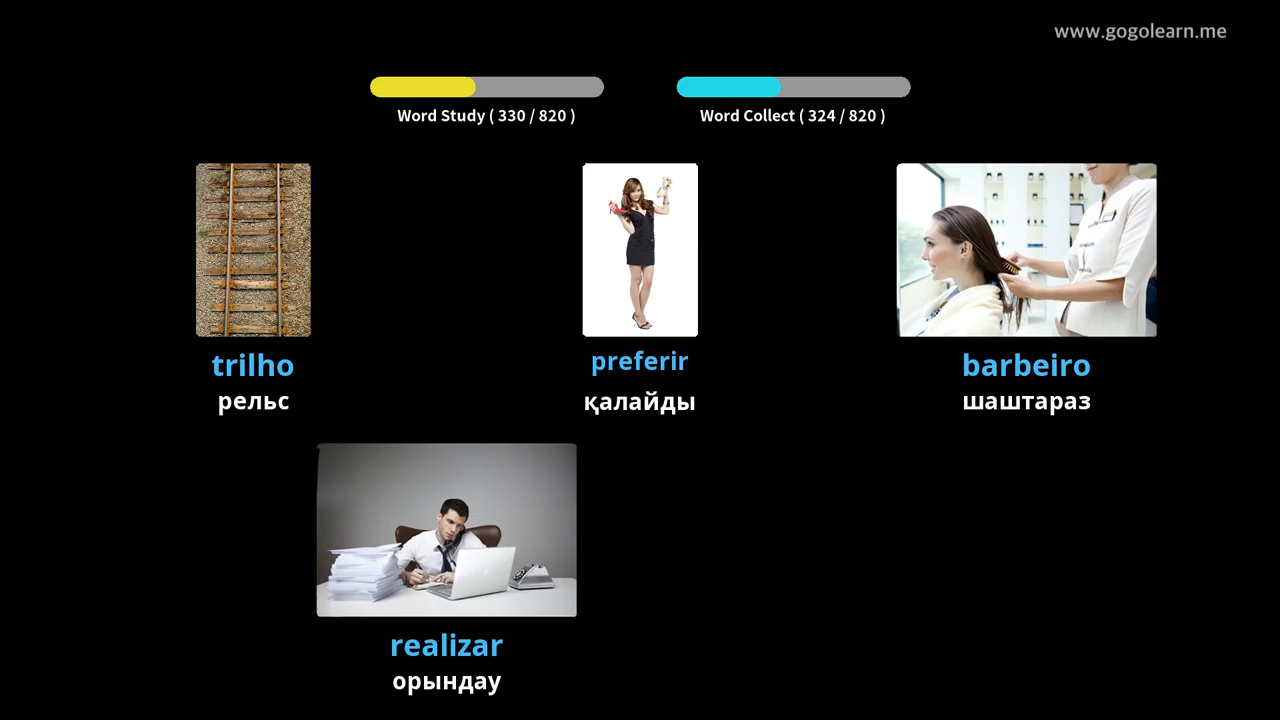 www.gogolearn.me
Word Study ( 330 / 820 )
Word Collect ( 324 / 820 )
trilho
рельс
preferir
қалайды
barbeiro
шаштараз
realizar
орындау